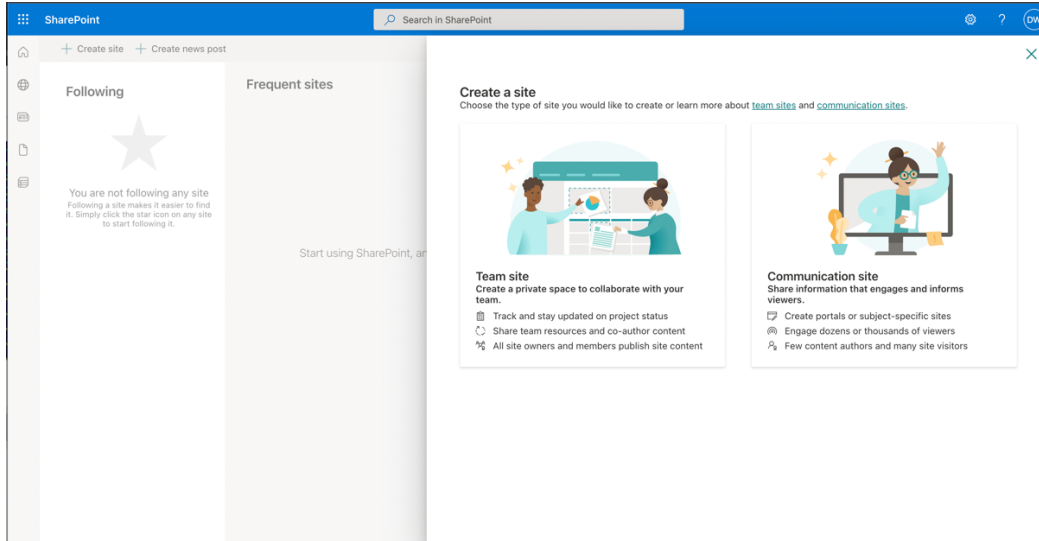 SharePoint
Search in SharePoint
?
DW
+ Create site + Create news post
Following
You are not following any site
Following a site makes it easier to find
it. Simply click the star icon on any site
to start following it.
Frequent sites
Start using SharePoint, an
Create a site
Choose the type of site you would like to create or learn more about team sites and communication sites.
Team site
Create a private space to collaborate with your
team.
Track and stay updated on project status
Share team resources and co-author content
All site owners and members publish site content
Communication site
Share information that engages and informs
viewers.
Create portals or subject-specific sites
Engage dozens or thousands of viewers
Few content authors and many site visitors